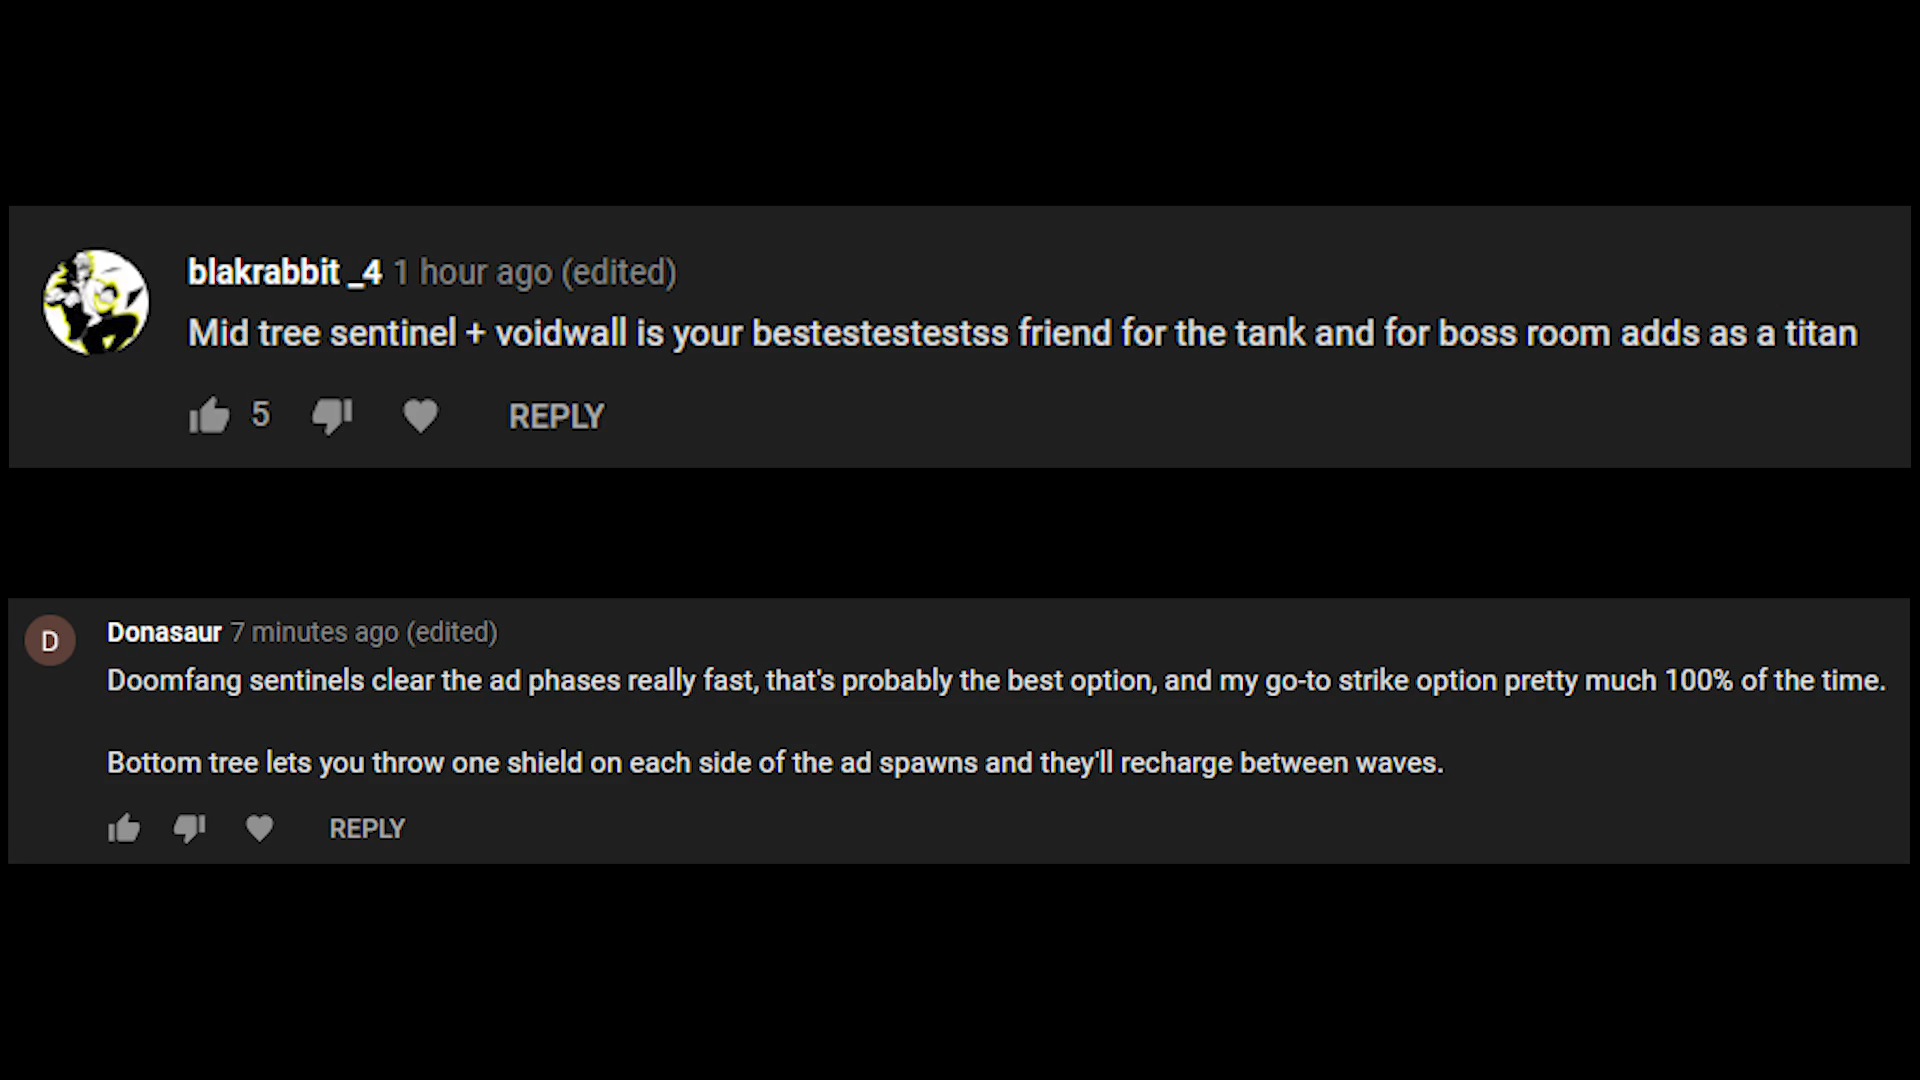 blakrabbit _4 1 hour ago (edited)
Mid tree sentinel + voidwall is your bestestestestss friend for the tank and for boss room adds as a titan
5 REPLY
D
Donasaur 7 minutes ago (edited)
Doomfang sentinels clear the ad phases really fast, that's probably the best option, and my go-to strike option pretty much 100% of the time.
Bottom tree lets you throw one shield on each side of the ad spawns and they'll recharge between waves.
REPLY